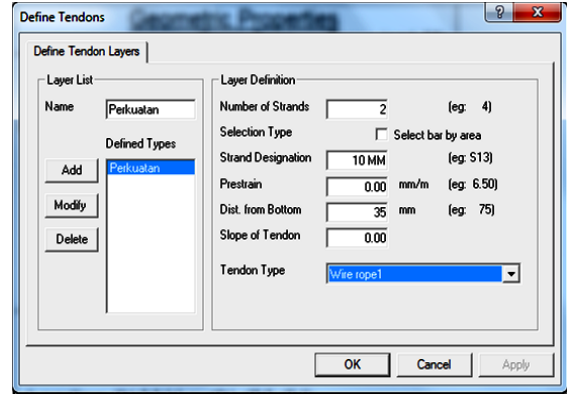 Define Tendons
Geometric Properties
Define Tendon Layers
Layer List
Name Perkuatan
Defined Types
Perkuatan
Add
Modify
Delete
Layer Definition
Number of Strands 2 (eg: 4)
Selection Type Select bar by area
Strand Designation 10 MM (eg: S13)
Prestrain 0.00 mm/m (eg: 6.50)
Dist. from Bottom 35 mm (eg: 75)
Slope of Tendon 0.00
Tendon Type Wire rope1
OK Cancel Apply